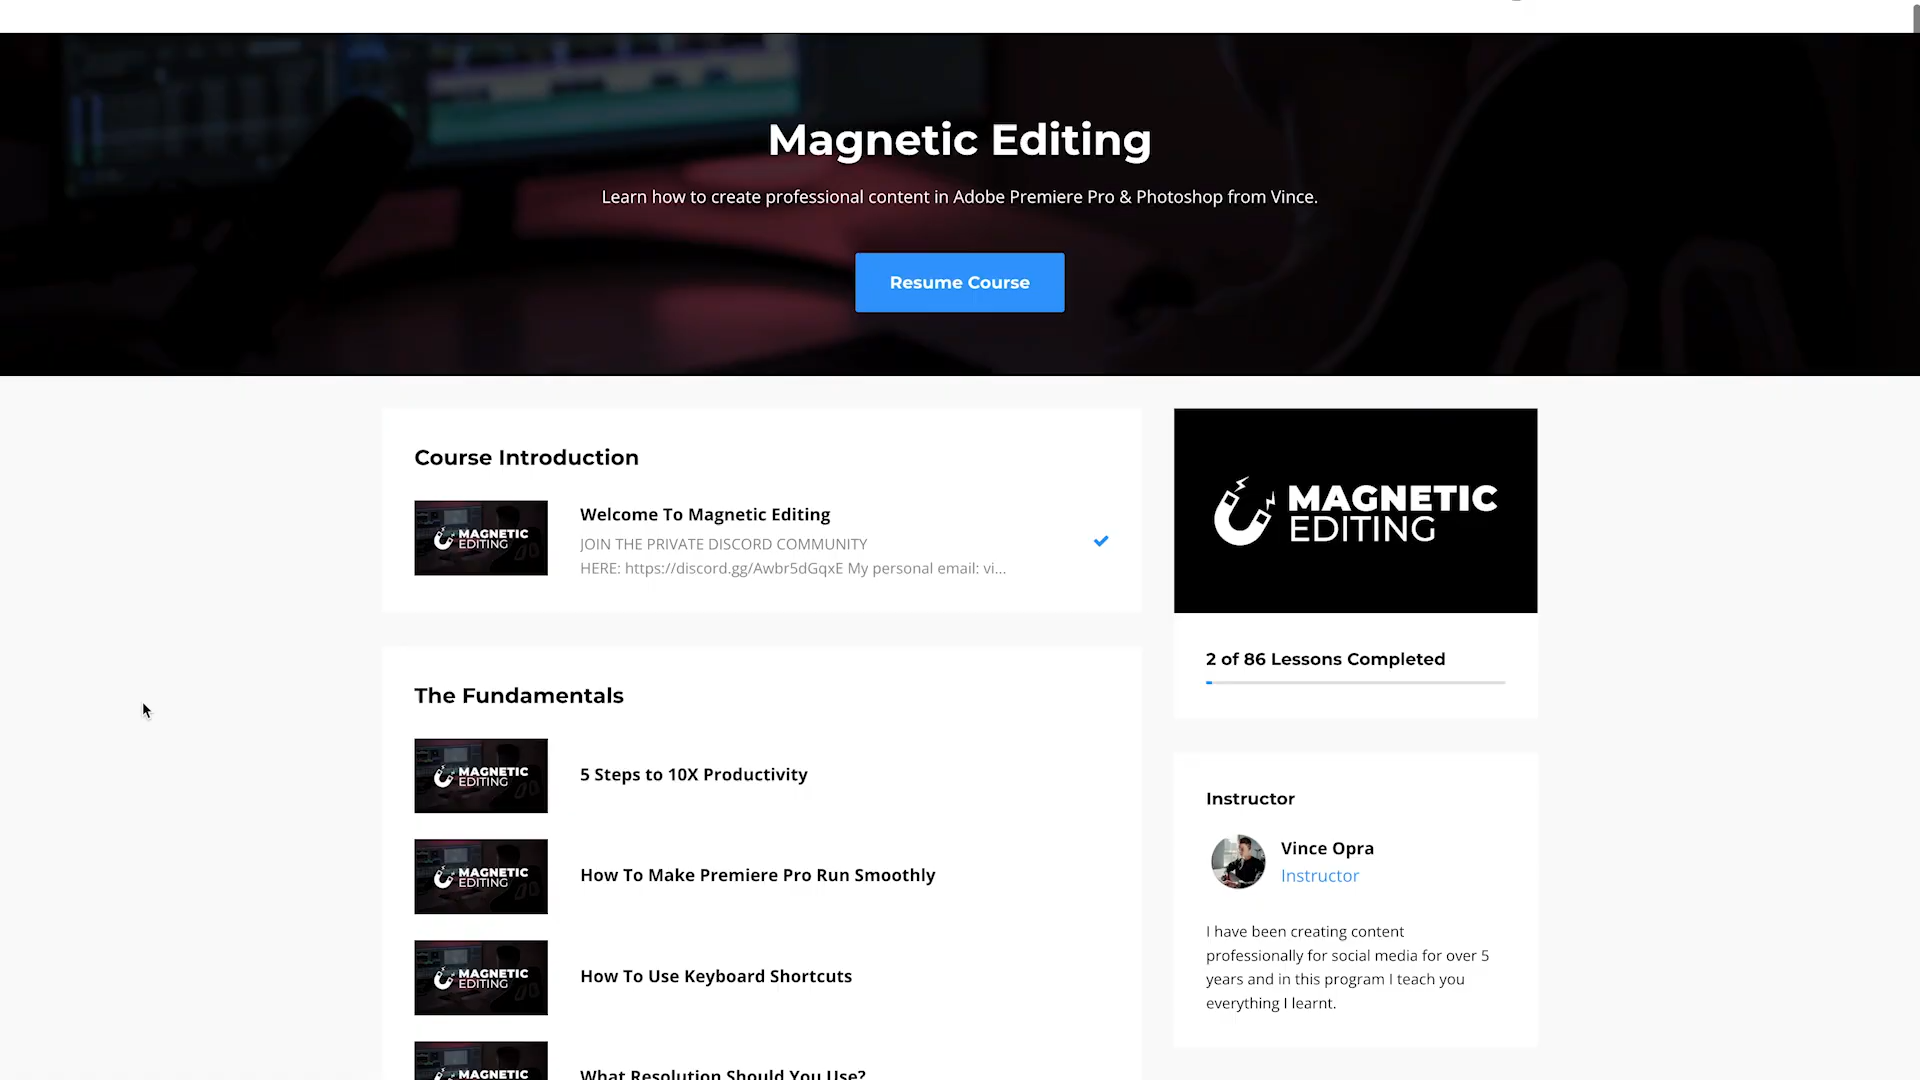 Magnetic Editing
Learn how to create professional content in Adobe Premiere Pro & Photoshop from Vince.
Resume Course
Course Introduction
MAGNETIC
EDITING
Welcome To Magnetic Editing
JOIN THE PRIVATE DISCORD COMMUNITY
HERE: https://discord.gg/Awbr5dGqxE My personal email: vi...
The Fundamentals
MAGNETIC
EDITING
5 Steps to 10X Productivity
MAGNETIC
EDITING
How To Make Premiere Pro Run Smoothly
MAGNETIC
EDITING
How To Use Keyboard Shortcuts
MAGNETIC
What Resolution Should You Use?
MAGNETIC
EDITING
2 of 86 Lessons Completed
Instructor
Vince Opra
Instructor
I have been creating content
professionally for social media for over 5
years and in this program I teach you
everything I learnt.